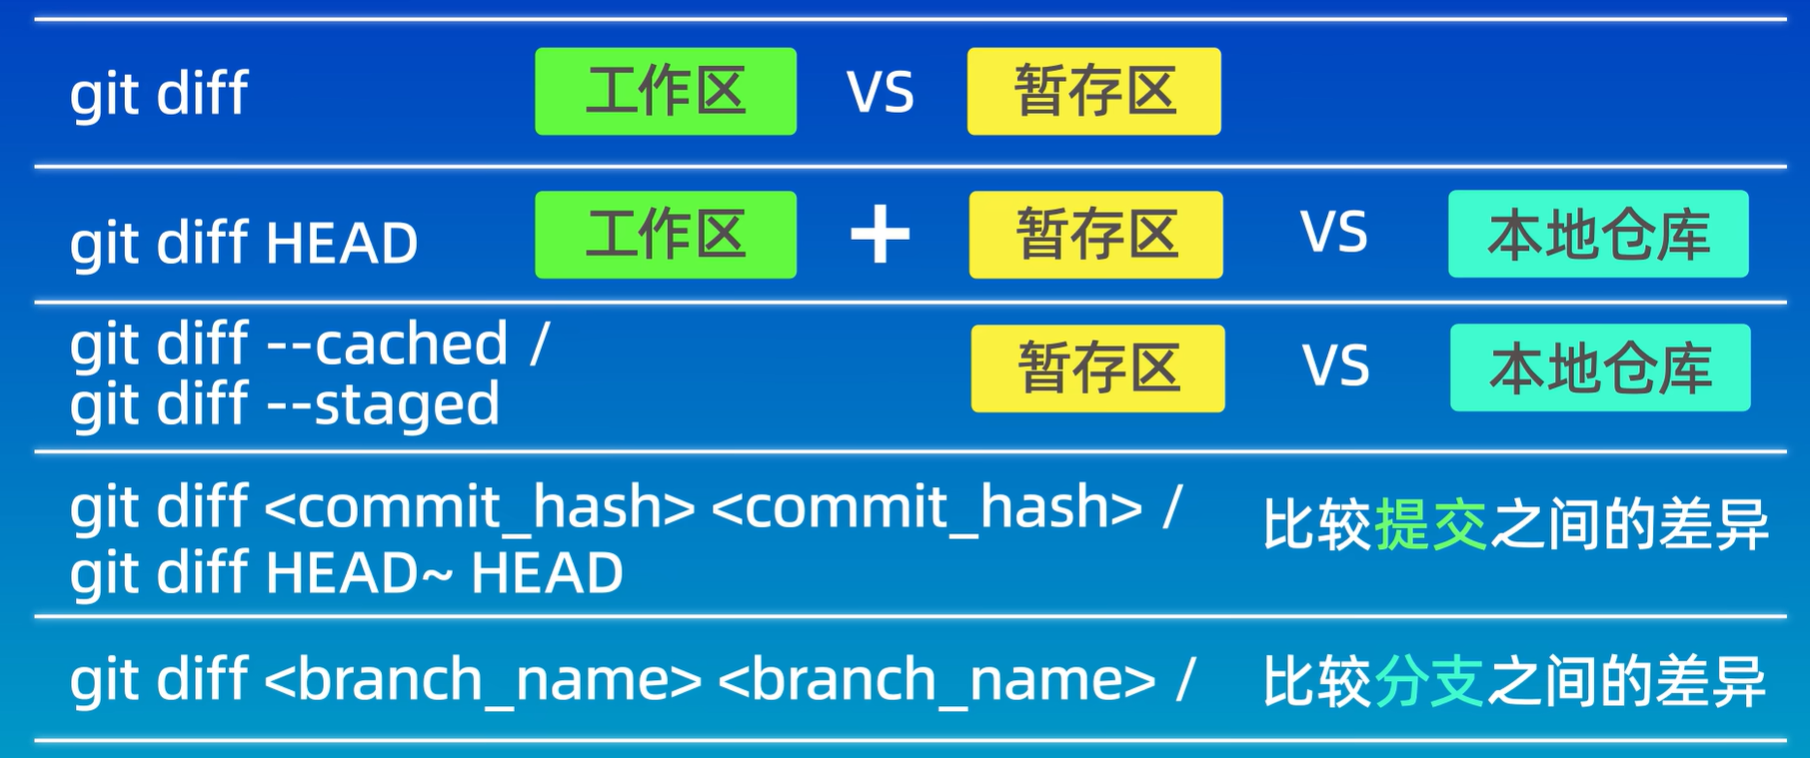 git diff 工作区 VS 暂存区
git diff HEAD 工作区 + 暂存区 VS 本地仓库
git diff --cached /
git diff --staged
暂存区 VS 本地仓库
git diff <commit_hash> <commit_hash> /
git diff HEAD~ HEAD
比较提交之间的差异
git diff <branch_name> <branch_name> / 比较分支之间的差异